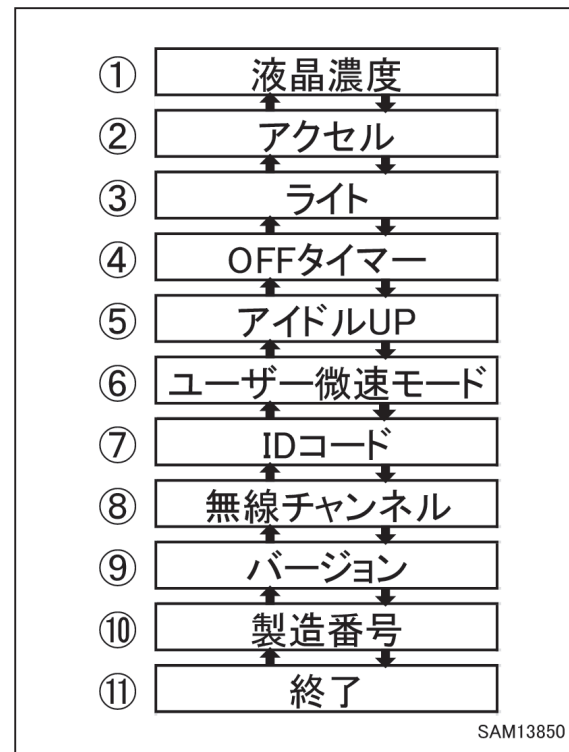 ① 液晶濃度
② アクセル
③ ライト
④ OFFタイマー
⑤ アイドルUP
⑥ ユーザー微速モード
⑦ IDコード
⑧ 無線チャンネル
⑨ バージョン
⑩ 製造番号
⑪ 終了
SAM13850